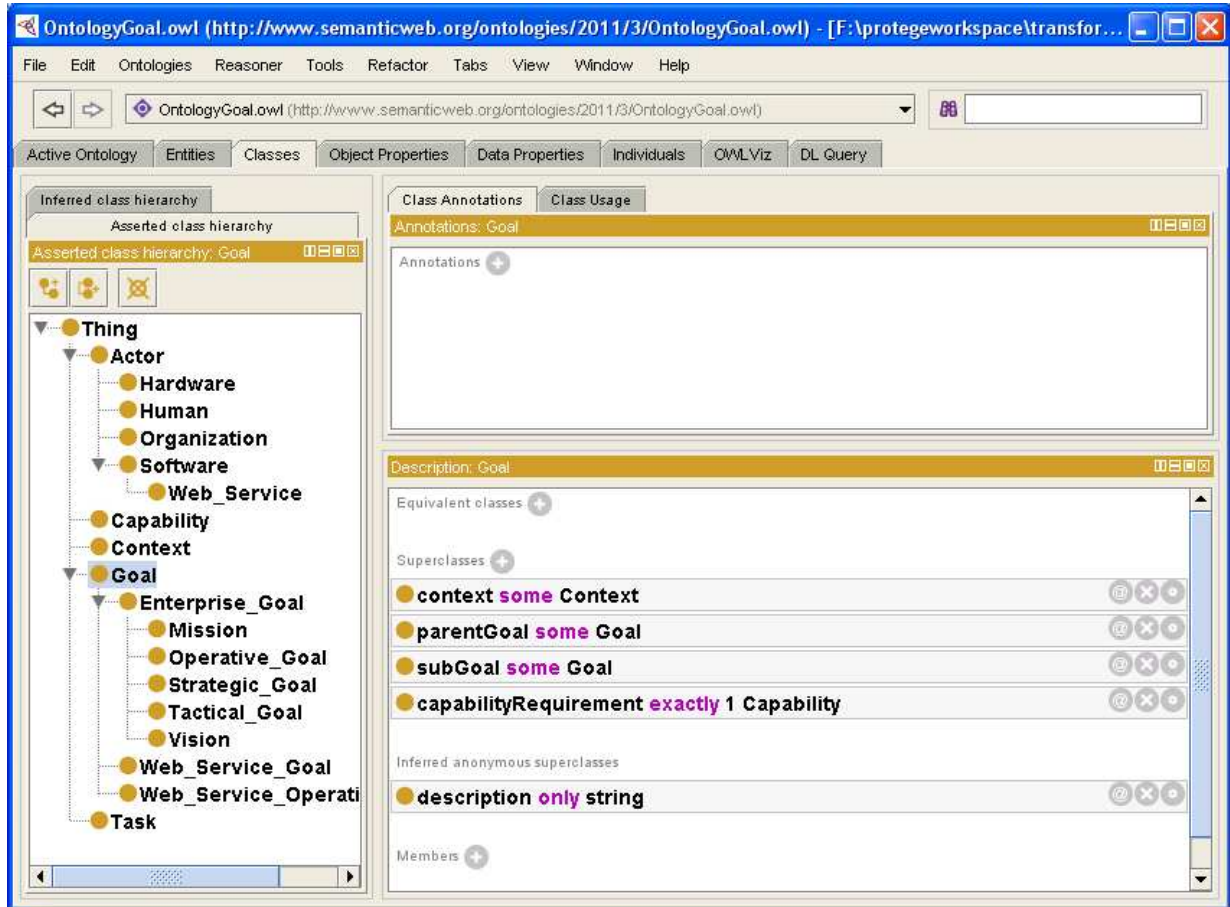 OntologyGoal.owl (http://www.semanticweb.org/ontologies/2011/3/OntologyGoal.owl) - [F:\protegeworkspace\transfor...
File Edit Ontologies Reasoner Tools Refactor Tabs View Window Help
OntologyGoal.owl (http://www.semanticweb.org/ontologies/2011/3/OntologyGoal.owl)
Active Ontology Entities Classes Object Properties Data Properties Individuals OWLViz DL Query
Inferred class hierarchy
Asserted class hierarchy
Asserted class hierarchy: Goal
Thing
Actor
Hardware
Human
Organization
Software
Web_Service
Capability
Context
Goal
Enterprise_Goal
Mission
Operative_Goal
Strategic_Goal
Tactical_Goal
Vision
Web_Service_Goal
Web_Service_Operati
Task
Class Annotations Class Usage
Annotations: Goal
Annotations
Description: Goal
Equivalent classes
Superclasses
context some Context
parentGoal some Goal
subGoal some Goal
capabilityRequirement exactly 1 Capability
Inferred anonymous superclasses
description only string
Members